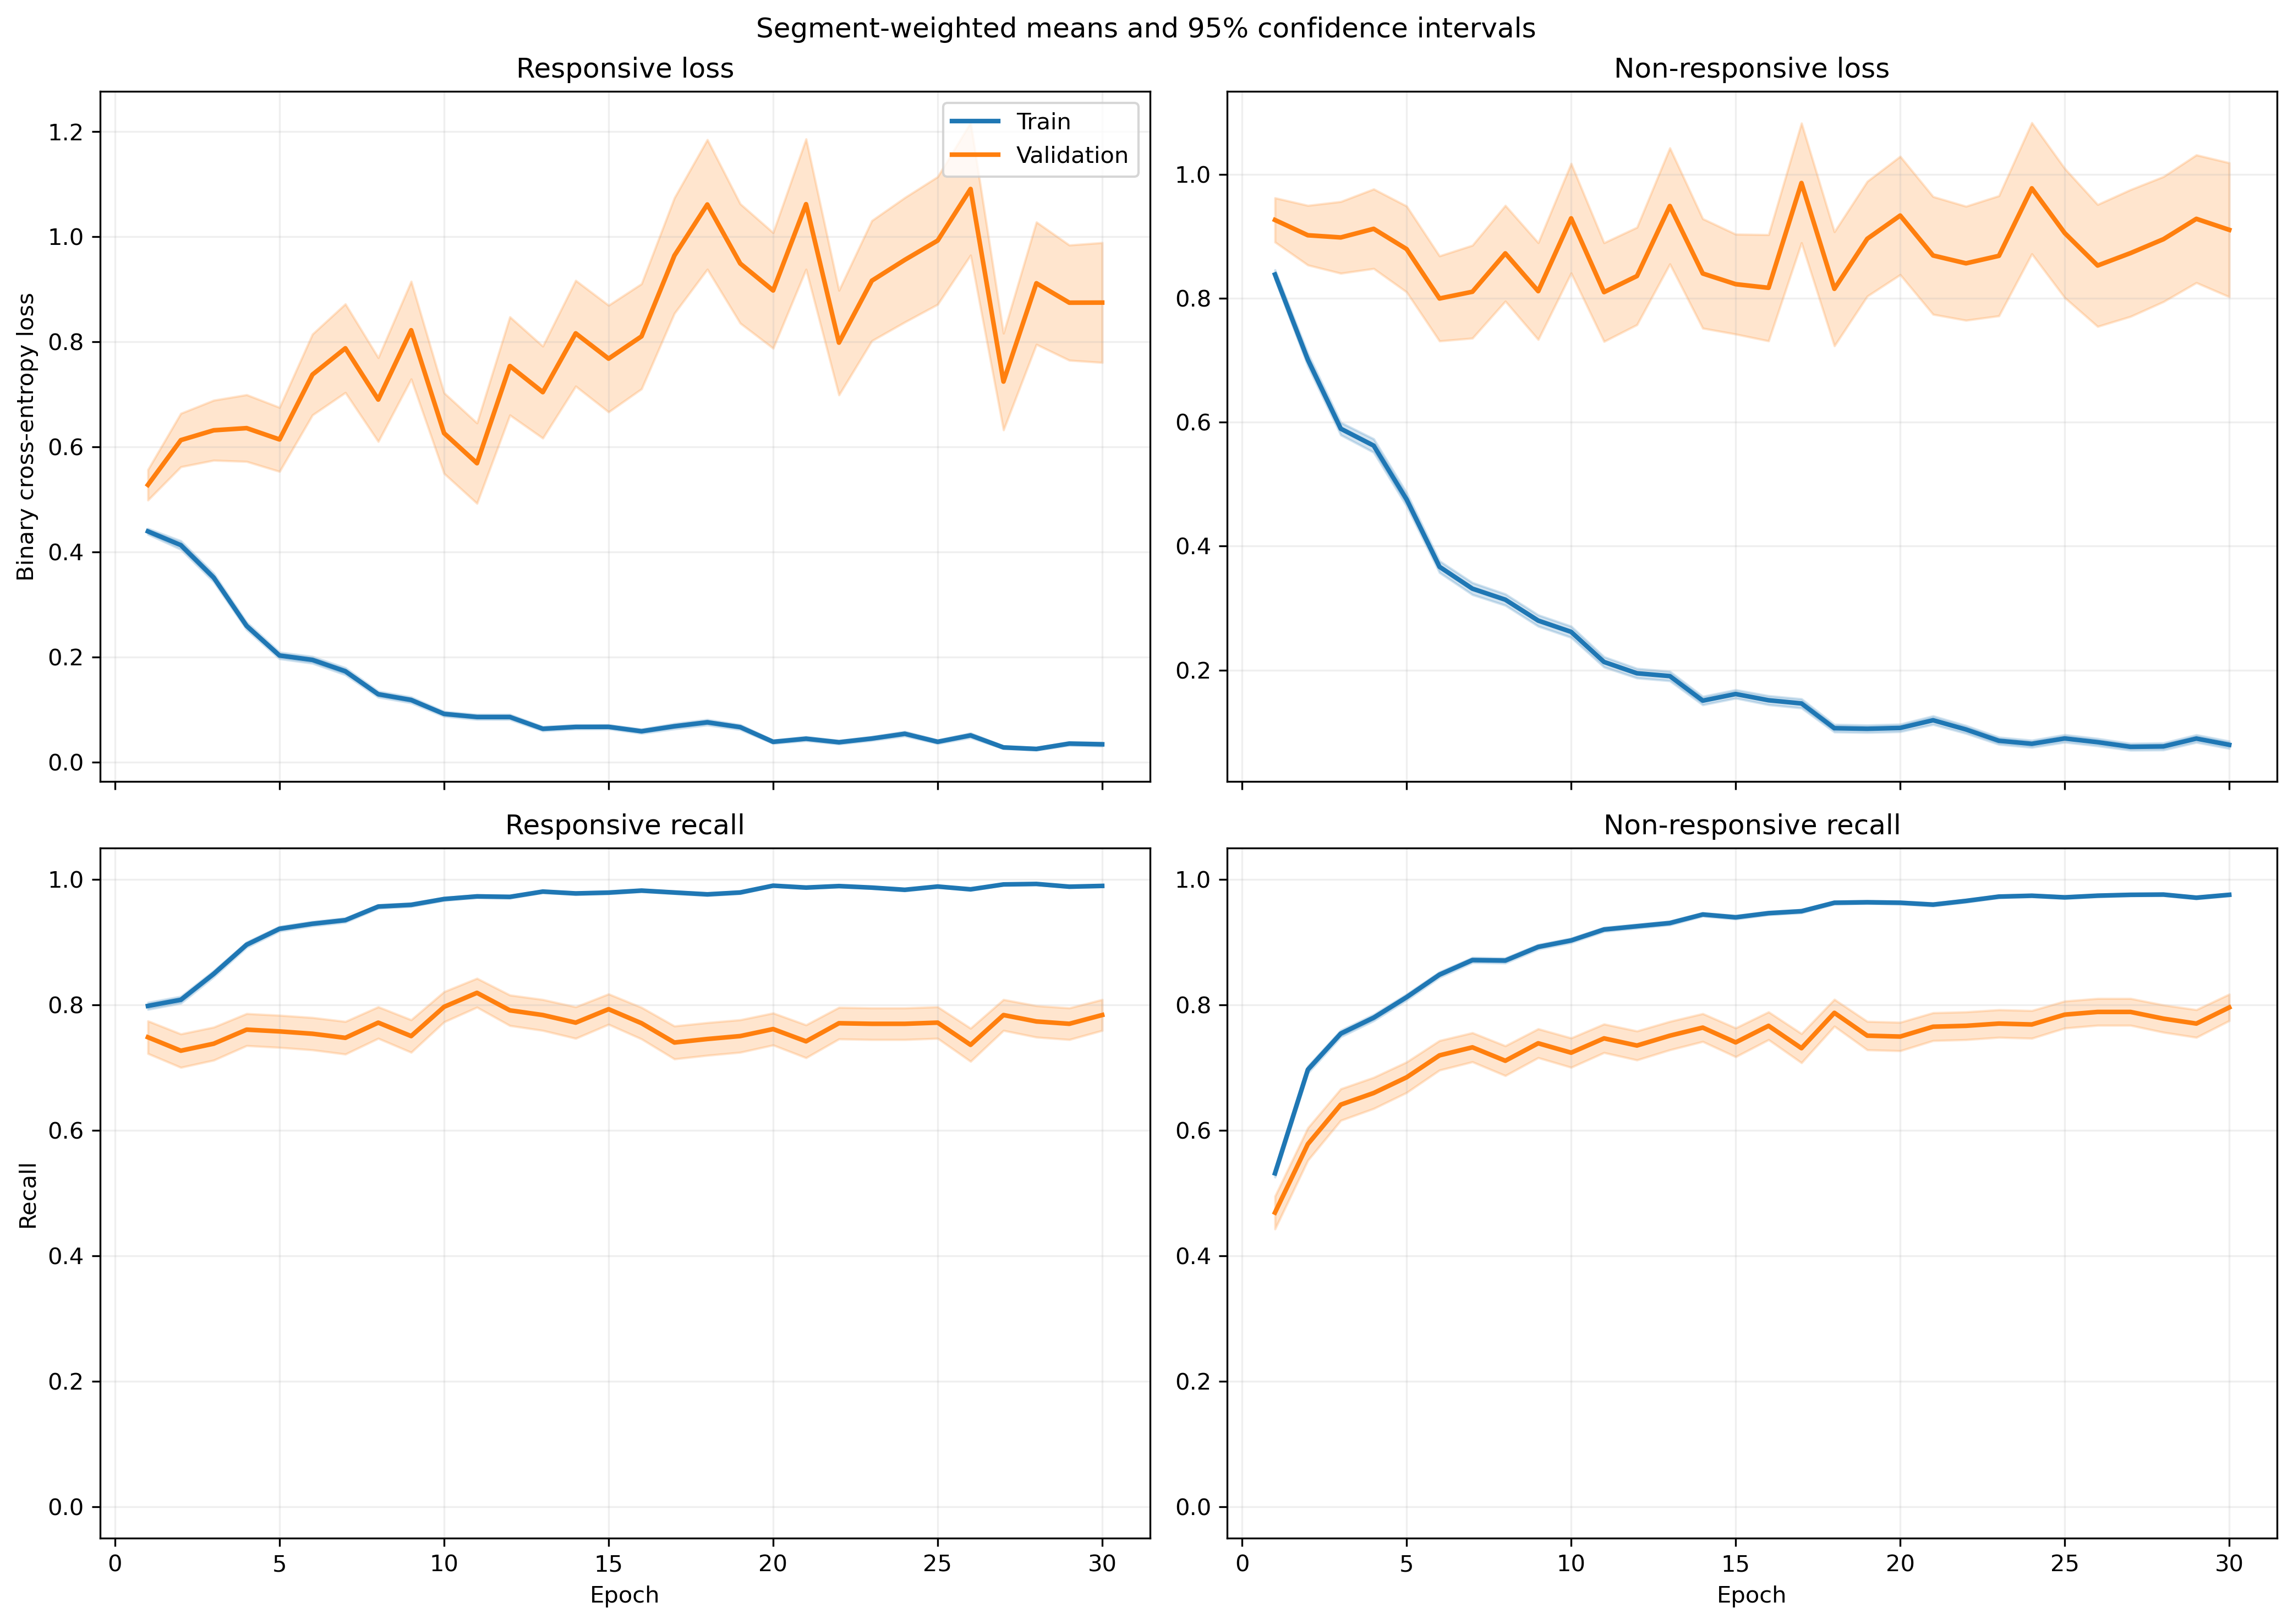 Segment-weighted means and 95% confidence intervals
Responsive loss
Non-responsive loss
Binary cross-entropy loss
1.2
1.0
0.8
0.6
0.4
0.2
0.0
Train
Validation
1.0
0.8
0.6
0.4
0.2
Responsive recall
Non-responsive recall
Recall
1.0
0.8
0.6
0.4
0.2
0.0
0 5 10 15 20 25 30
Epoch
1.0
0.8
0.6
0.4
0.2
0.0
0 5 10 15 20 25 30
Epoch